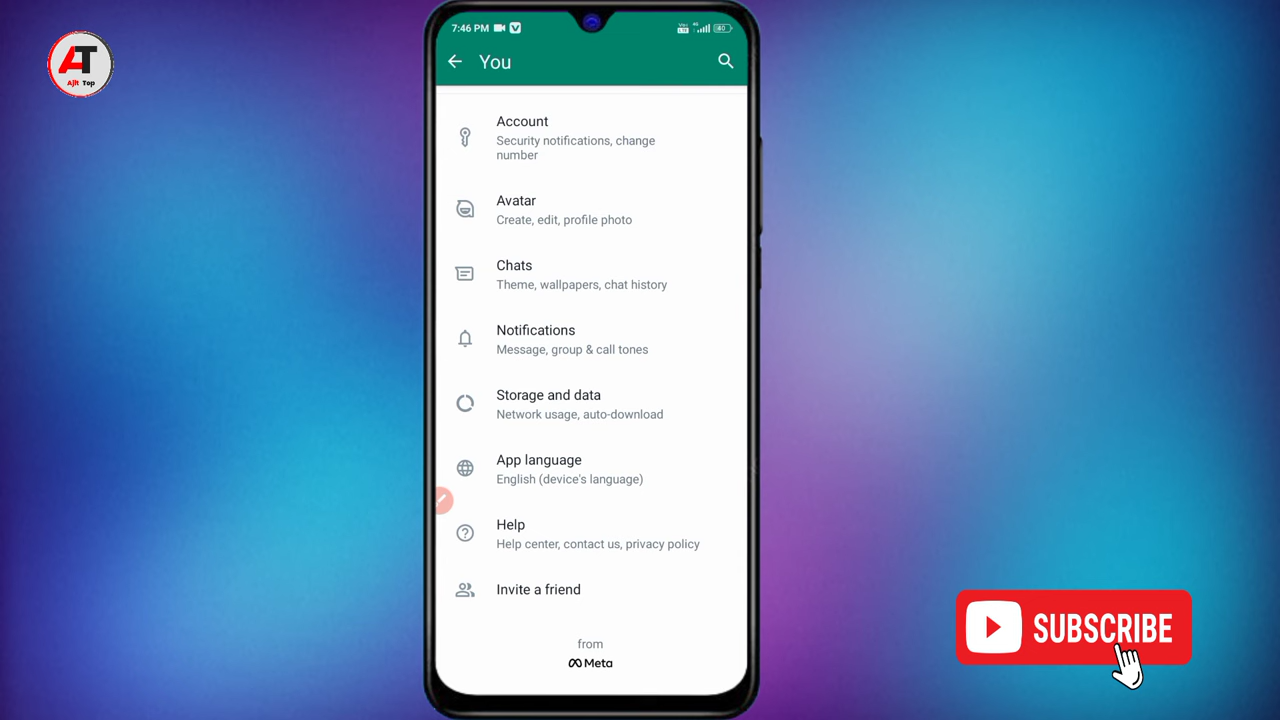 AT
Ajit Top
7:46 PM
You
Account
Security notifications, change
number
Avatar
Create, edit, profile photo
Chats
Theme, wallpapers, chat history
Notifications
Message, group & call tones
Storage and data
Network usage, auto-download
App language
English (device's language)
Help
Help center, contact us, privacy policy
Invite a friend
from
Meta
SUBSCRIBE